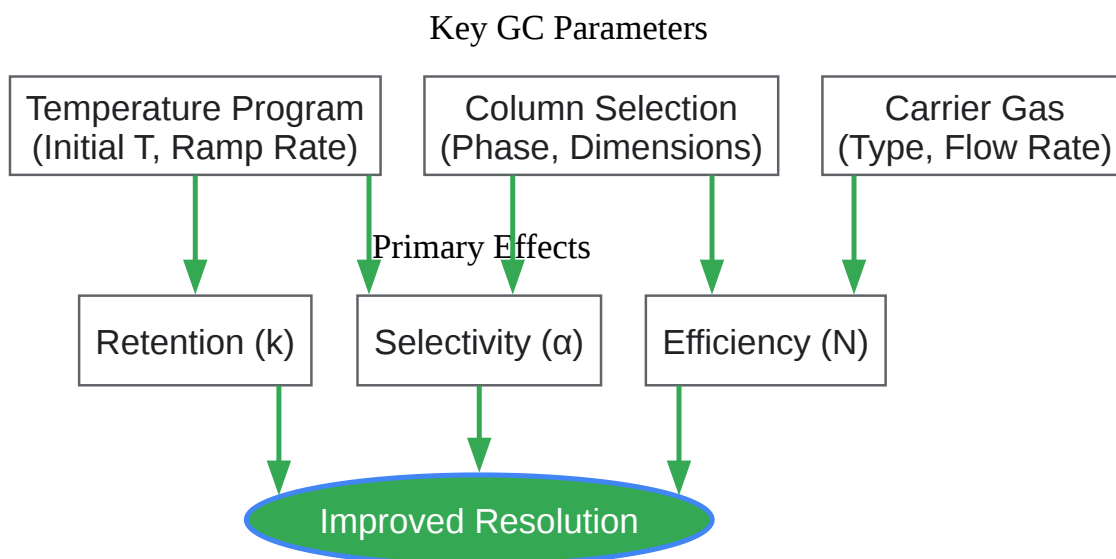 Key GC Parameters
Temperature Program
(Initial T, Ramp Rate)
Column Selection
(Phase, Dimensions)
Carrier Gas
(Type, Flow Rate)
Primary Effects
Retention (k)
Selectivity (α)
Efficiency (N)
Improved Resolution